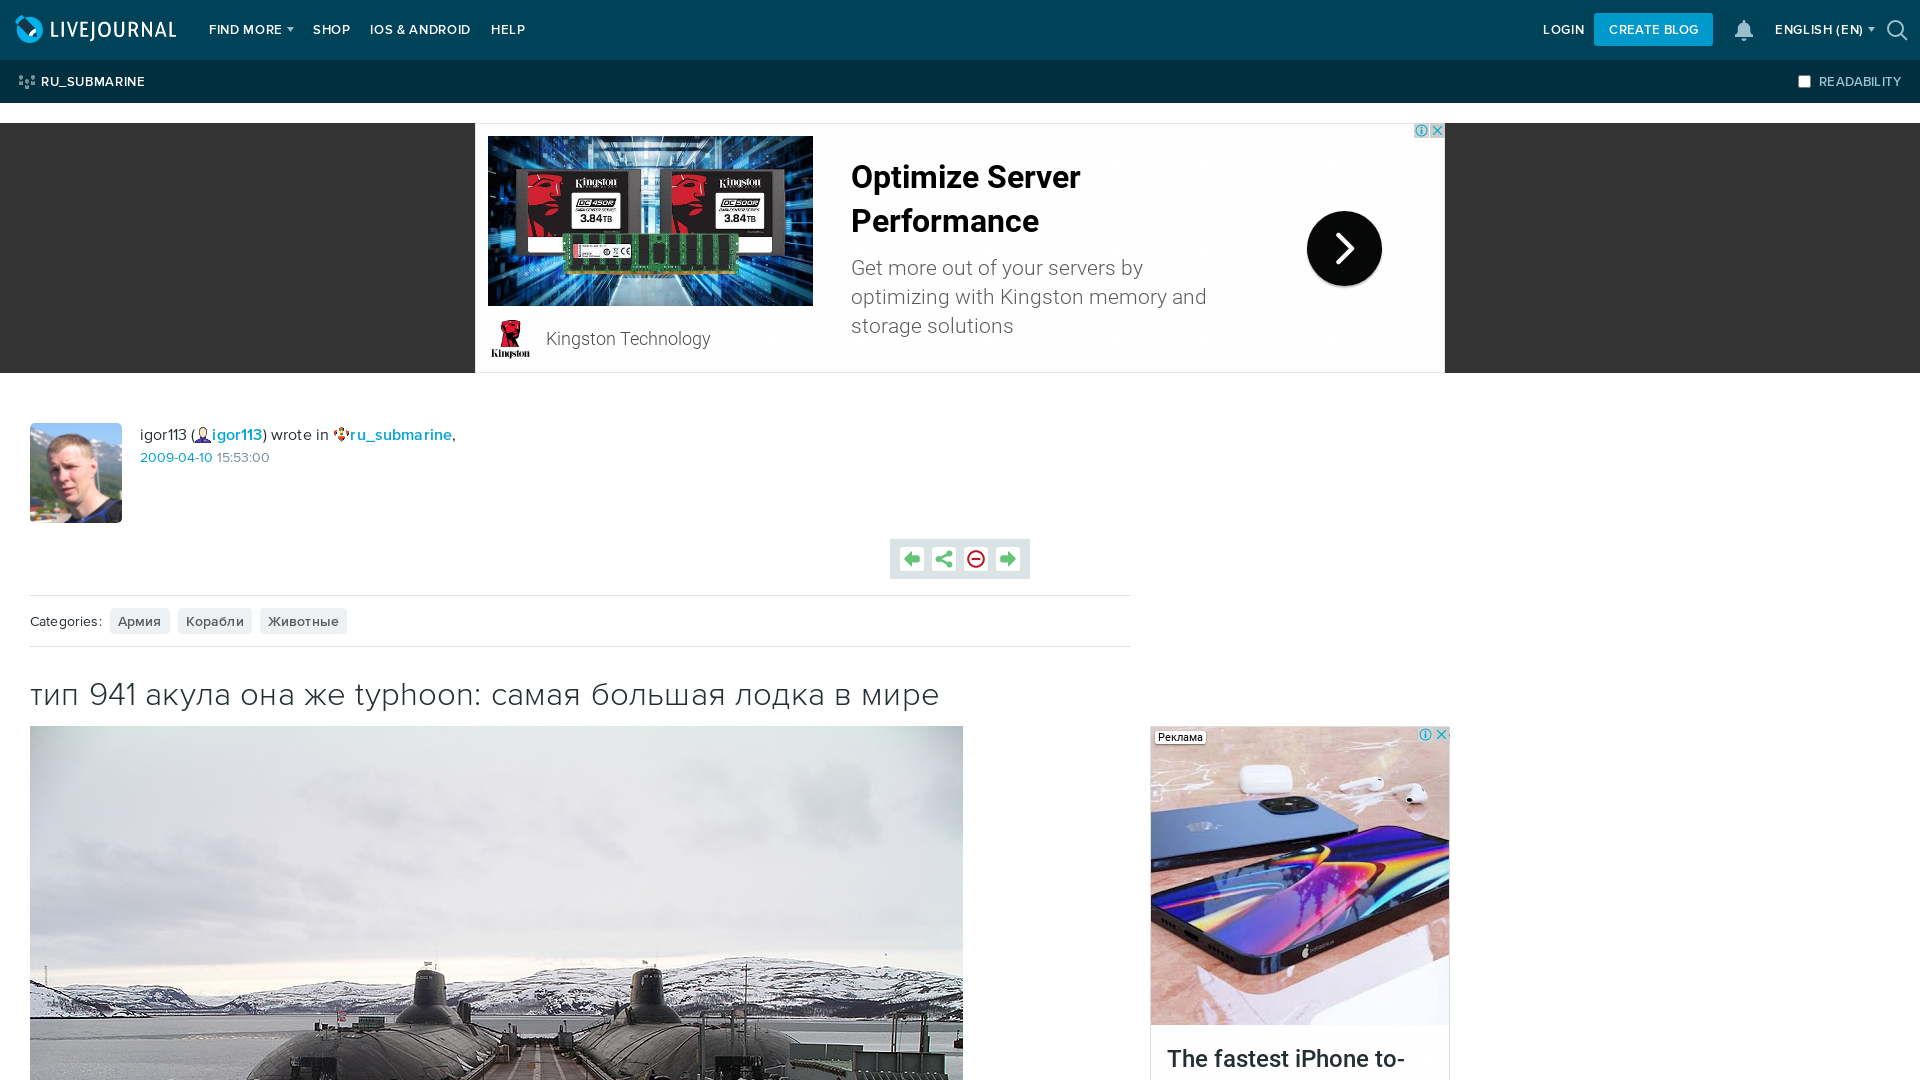 LIVEJOURNAL
FIND MORE
SHOP
IOS & ANDROID
HELP
LOGIN
CREATE BLOG
ENGLISH (EN)
RU_SUBMARINE
READABILITY
Kingston
Kingston
DC450R
DC500R
3.84TB
3.84TB
Optimize Server
Performance
Get more out of your servers by
optimizing with Kingston memory and
storage solutions
Kingston
Kingston Technology
igor113 (igor113) wrote in ru_submarine,
2009-04-10 15:53:00
Categories: Армия Корабли Животные
тип 941 акула она же typhoon: самая большая лодка в мире
Реклама
The fastest iPhone to-